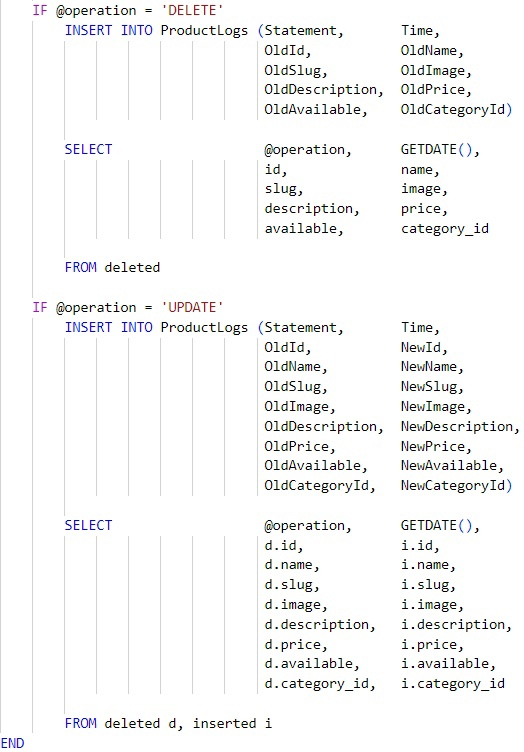 IF @operation = 'DELETE'
INSERT INTO ProductLogs (Statement, Time,
OldId, OldName,
OldSlug, OldImage,
OldDescription, OldPrice,
OldAvailable, OldCategoryId)
SELECT @operation, GETDATE(),
id, name,
slug, image,
description, price,
available, category_id
FROM deleted
IF @operation = 'UPDATE'
INSERT INTO ProductLogs (Statement, Time,
OldId, NewId,
OldName, NewName,
OldSlug, NewSlug,
OldImage, NewImage,
OldDescription, NewDescription,
OldPrice, NewPrice,
OldAvailable, NewAvailable,
OldCategoryId, NewCategoryId)
SELECT @operation, GETDATE(),
d.id, i.id,
d.name, i.name,
d.slug, i.slug,
d.image, i.image,
d.description, i.description,
d.price, i.price,
d.available, i.available,
d.category_id, i.category_id
FROM deleted d, inserted i
END